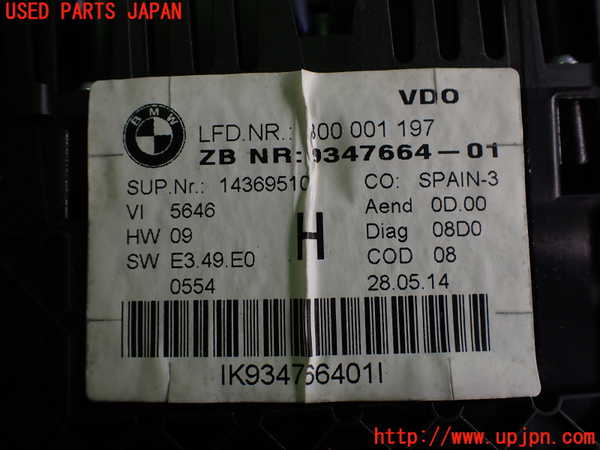 USED PARTS JAPAN
BMW
VDO
LFD.NR.: 300 001 197
ZB NR:9347664-01
SUP.Nr.: 14369510 CO: SPAIN-3
VI 5646 Aend 0D.00
HW 09 H Diag 08D0
SW E3.49.E0 COD 08
0554 28.05.14
IK934766401I
http://www.upjpn.com/